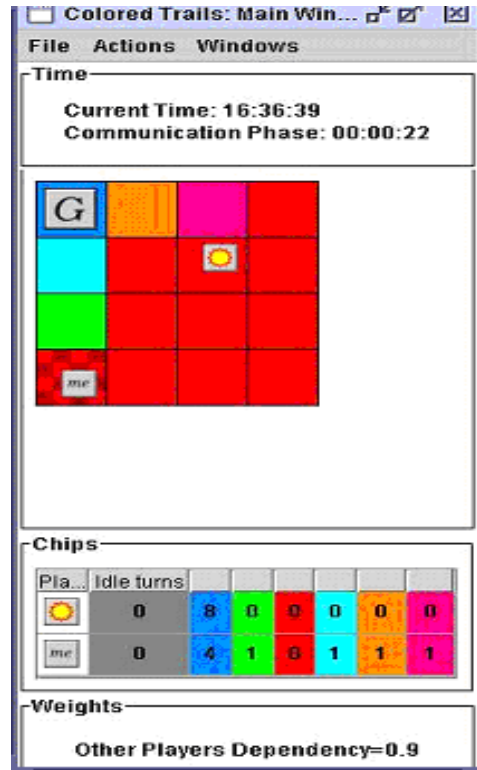 Colored Trails: Main Win...
File Actions Windows
Time
Current Time: 16:36:39
Communication Phase: 00:00:22
G
me
Chips
Pla... Idle turns
0 8 0 0 0 0 0
me 0 4 1 1 1 1
Weights
Other Players Dependency=0.9